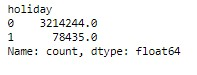 holiday
0    3214244.0
1      78435.0
Name: count, dtype: float64